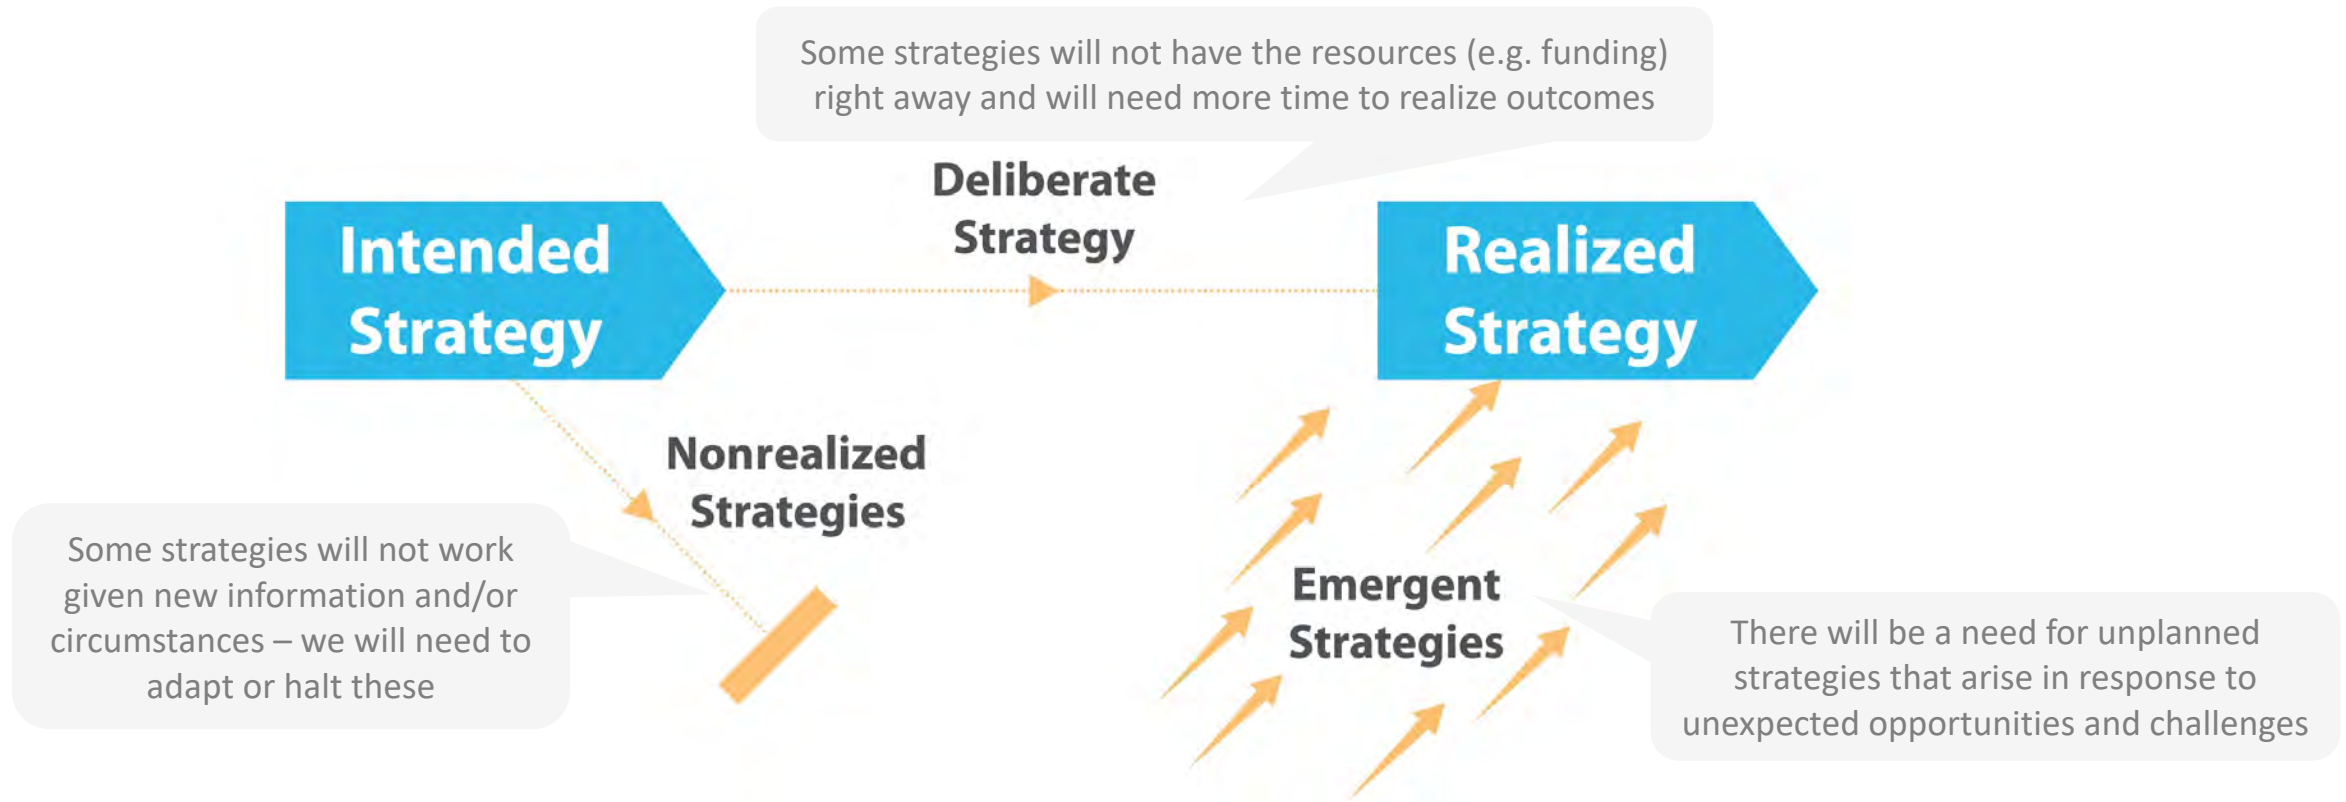 Some strategies will not have the resources (e.g. funding)
right away and will need more time to realize outcomes
Deliberate
Strategy
Intended
Strategy
Realized
Strategy
Nonrealized
Strategies
Some strategies will not work
given new information and/or
circumstances – we will need to
adapt or halt these
Emergent
Strategies
There will be a need for unplanned
strategies that arise in response to
unexpected opportunities and challenges